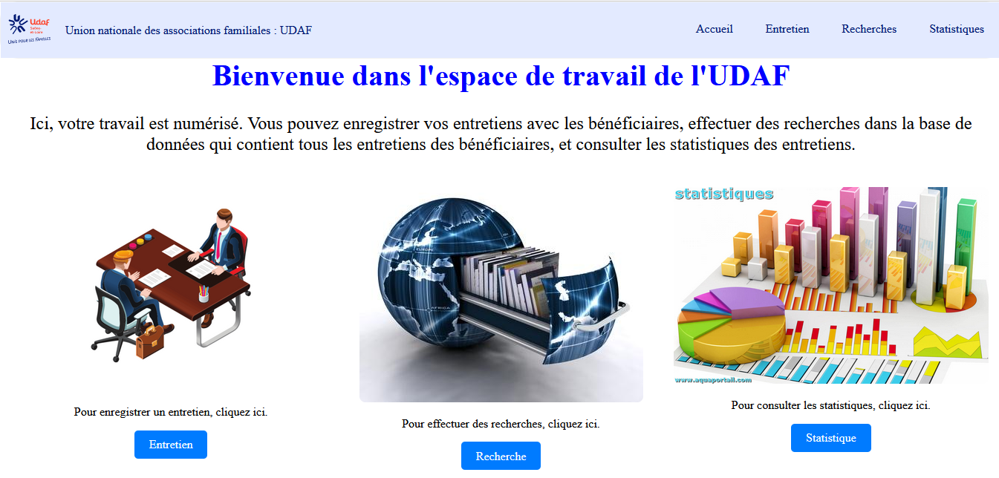 Udaf
Saône
et-Loire
UNIS POUR LES FAMILLES
Union nationale des associations familiales : UDAF
Accueil
Entretien
Recherches
Statistiques
Bienvenue dans l'espace de travail de l'UDAF
Ici, votre travail est numérisé. Vous pouvez enregistrer vos entretiens avec les bénéficiaires, effectuer des recherches dans la base de
données qui contient tous les entretiens des bénéficiaires, et consulter les statistiques des entretiens.
EUROPE
AFRICA
statistiques
www.aquaportail.com
Pour enregistrer un entretien, cliquez ici.
Entretien
Pour effectuer des recherches, cliquez ici.
Recherche
Pour consulter les statistiques, cliquez ici.
Statistique